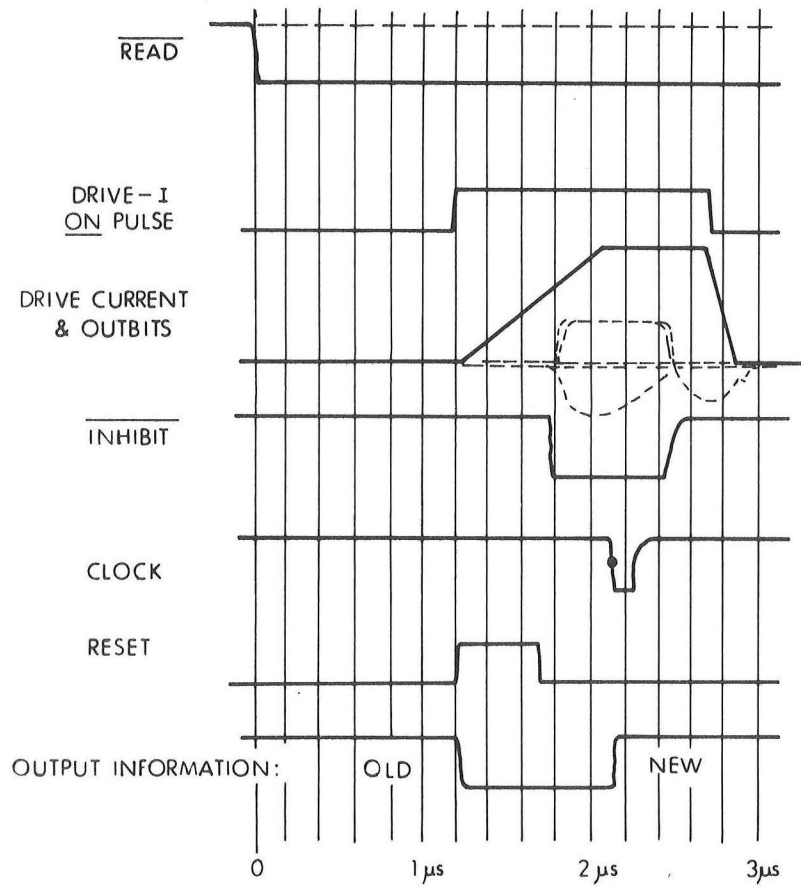 READ
DRIVE-I
ON PULSE
DRIVE CURRENT
& OUTBITS
INHIBIT
CLOCK
RESET
OUTPUT INFORMATION: OLD NEW
0 1µs 2µs 3µs